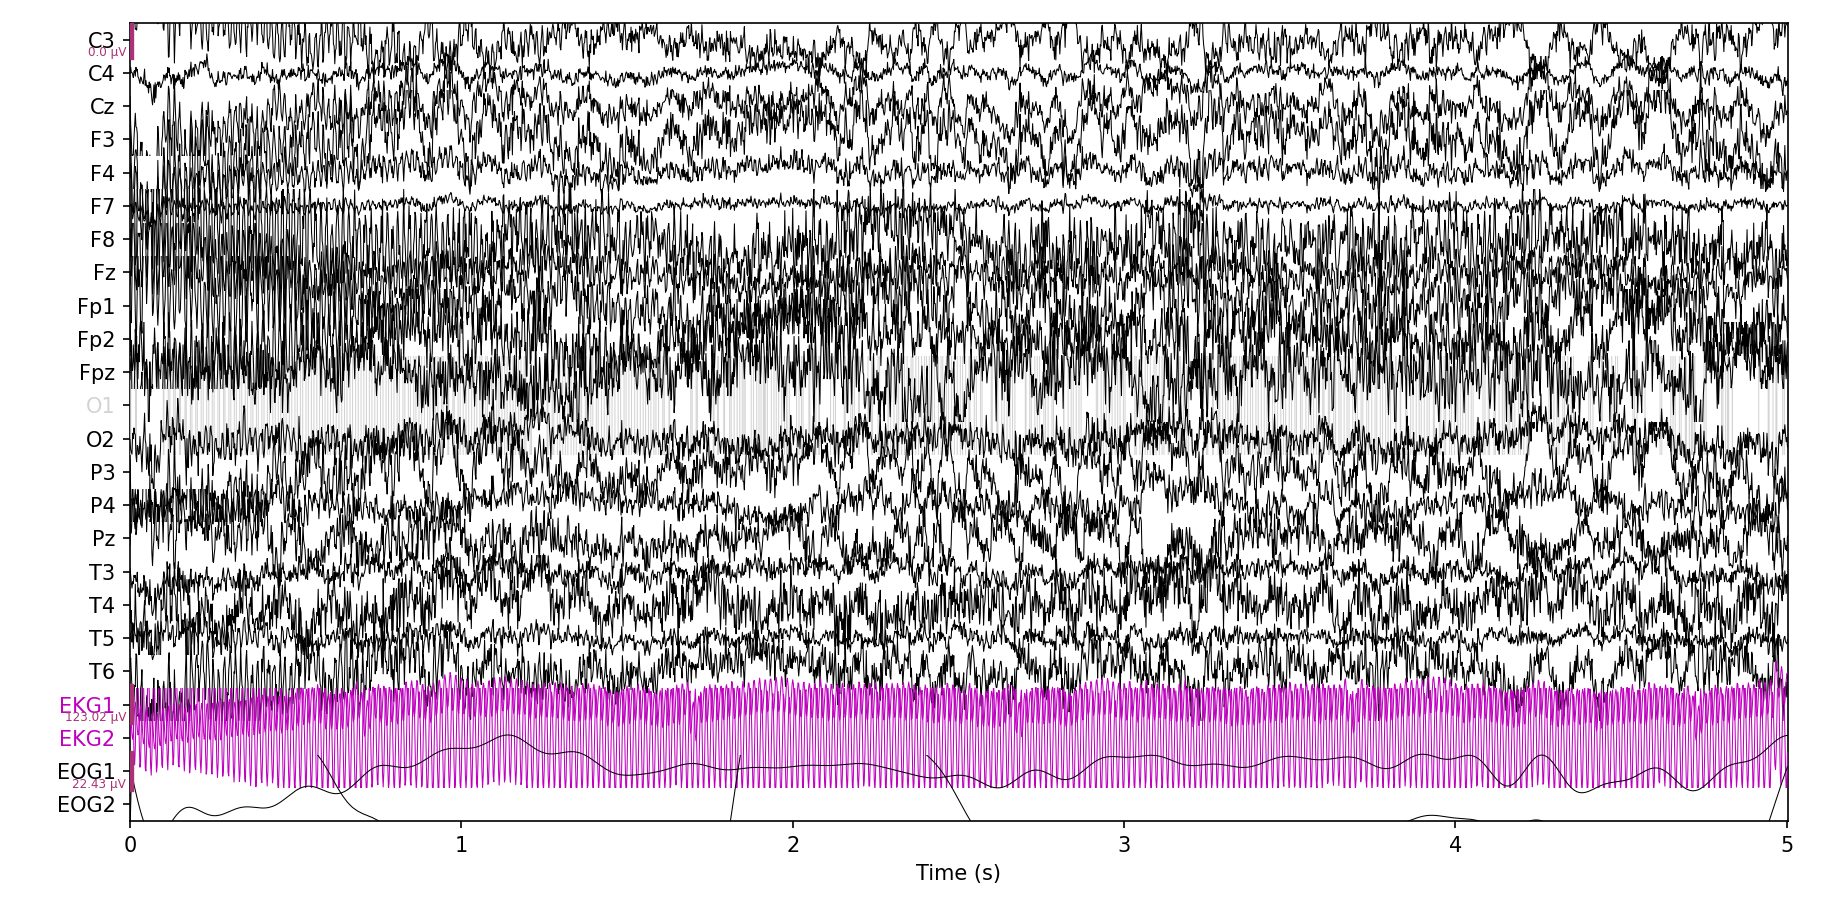 C3
0.0 µV
C4
Cz
F3
F4
F7
F8
Fz
Fp1
Fp2
Fpz
O1
O2
P3
P4
Pz
T3
T4
T5
T6
EKG1
123.02 µV
EKG2
EOG1
22.43 µV
EOG2
0 1 2 3 4 5
Time (s)